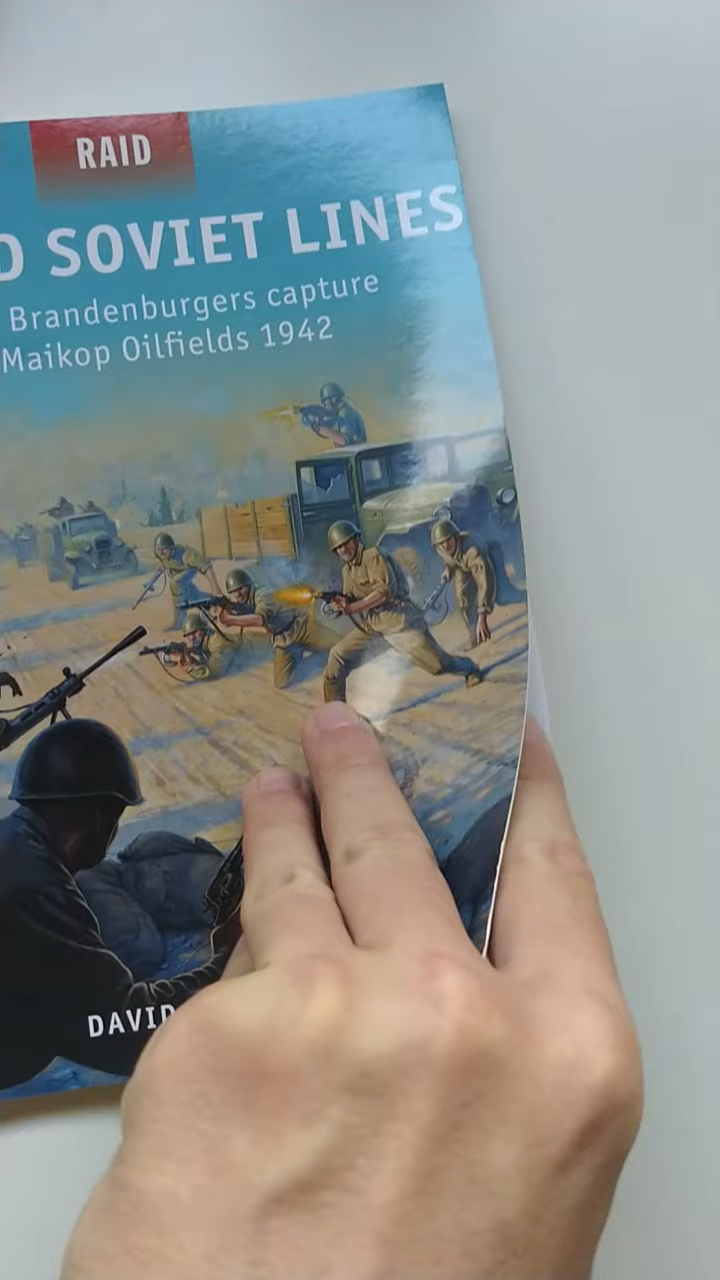 RAID
D SOVIET LINES
Brandenburgers capture
Maikop Oilfields 1942
DAVID